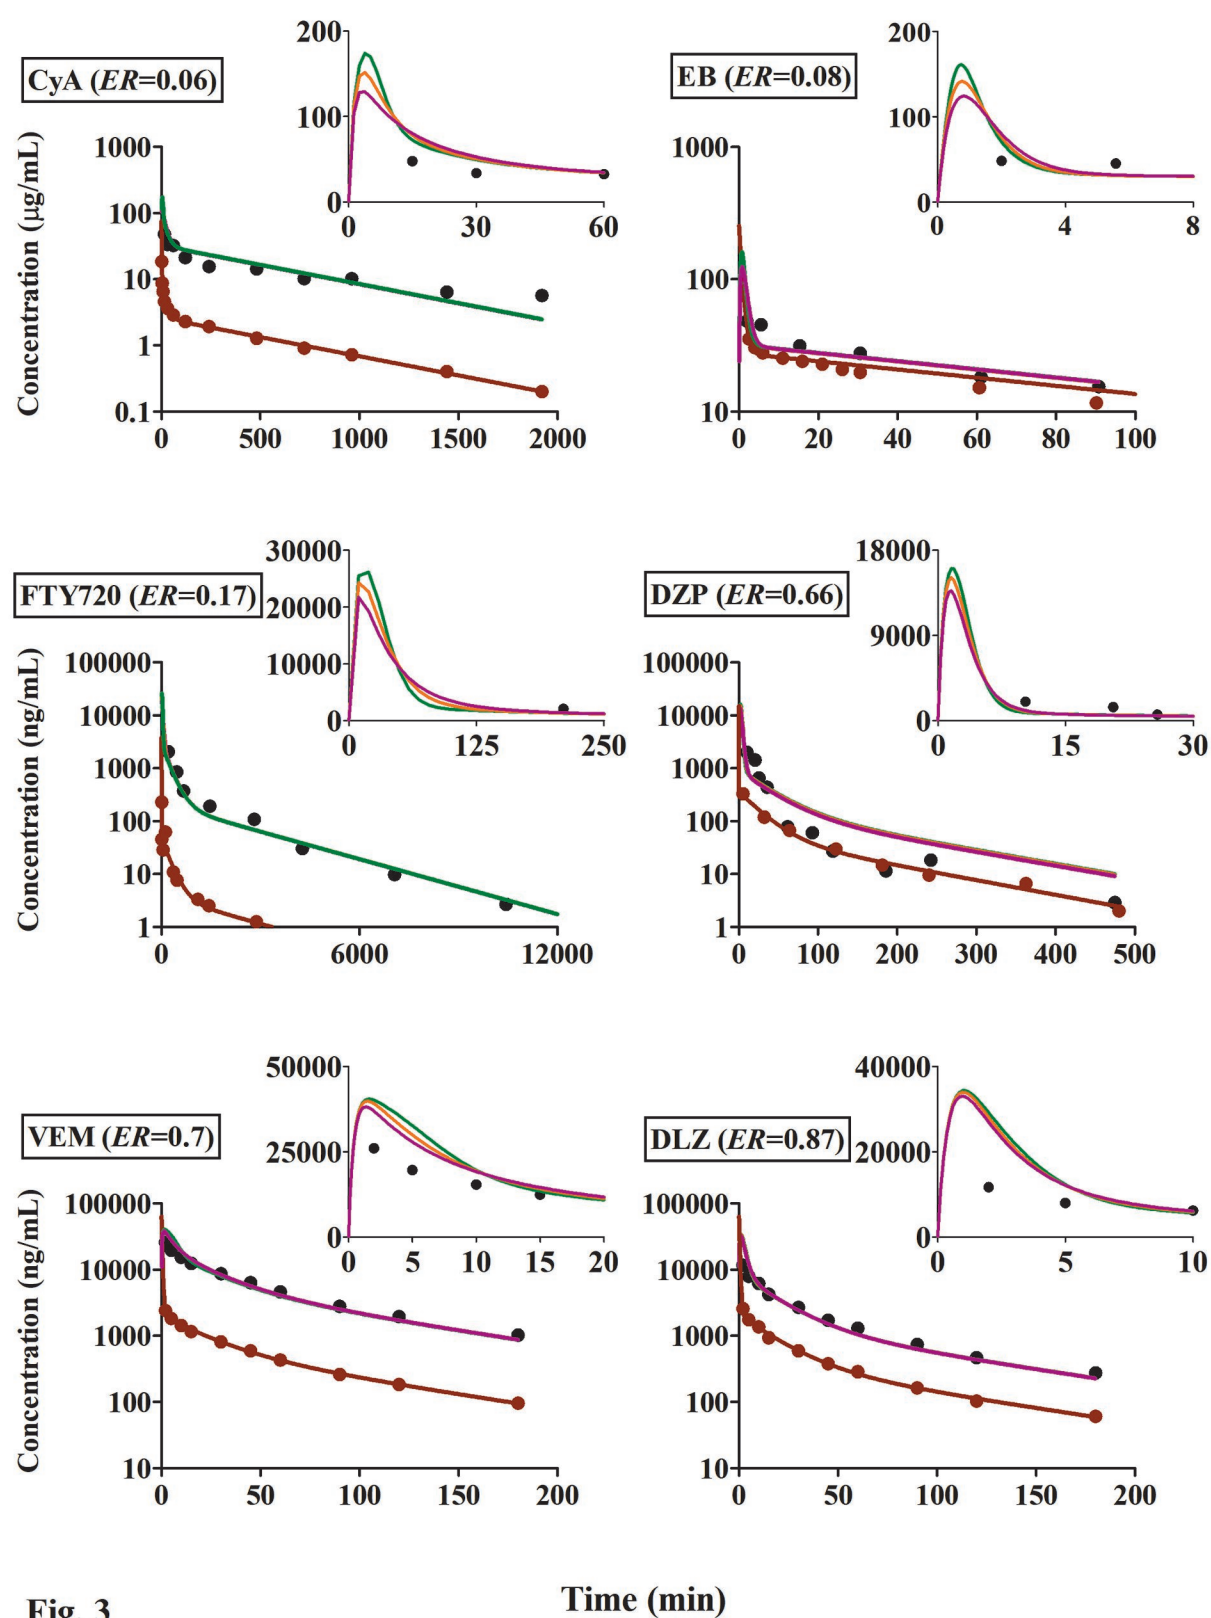 CyA (ER=0.06)
200
100
0
0 30 60
Concentration (µg/mL)
1000
100
10
1
0.1
0 500 1000 1500 2000
EB (ER=0.08)
200
100
0
0 4 8
1000
100
10
0 20 40 60 80 100
FTY720 (ER=0.17)
30000
20000
10000
0
0 125 250
Concentration (ng/mL)
100000
10000
1000
100
10
1
0 6000 12000
DZP (ER=0.66)
18000
9000
0
0 15 30
100000
10000
1000
100
10
1
0 100 200 300 400 500
VEM (ER=0.7)
50000
25000
0
0 5 10 15 20
Concentration (ng/mL)
100000
10000
1000
100
10
0 50 100 150 200
DLZ (ER=0.87)
40000
20000
0
0 5 10
100000
10000
1000
100
10
0 50 100 150 200
Time (min)
Fig. 3